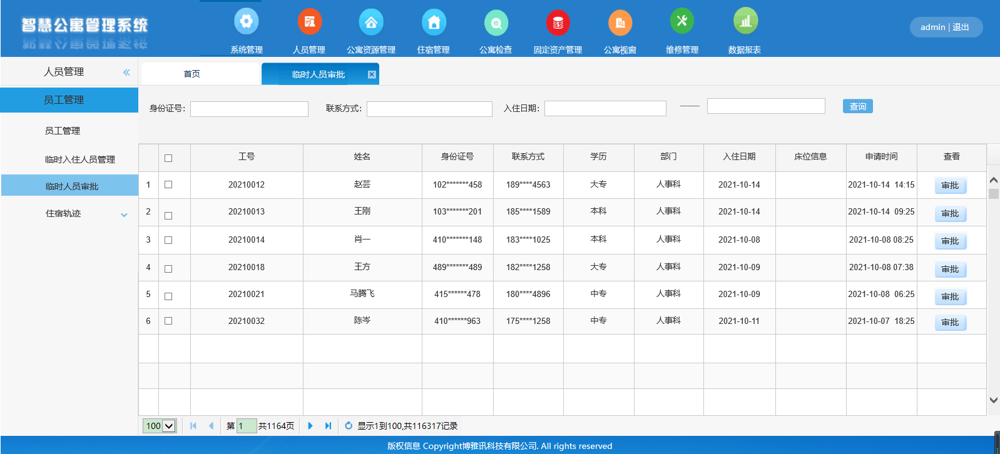 智慧公寓管理系统
系统管理 人员管理 公寓资源管理 住宿管理 公寓检查 固定资产管理 公寓视窗 维修管理 数据报表
admin | 退出
人员管理 «
首页 临时人员审批
员工管理
员工管理
临时入住人员管理
临时人员审批
住宿轨迹
身份证号: 联系方式: 入住日期: —— 查询
工号 姓名 身份证号 联系方式 学历 部门 入住日期 床位信息 申请时间 查看
1 20210012 赵芸 102*******458 189****4563 大专 人事科 2021-10-14 2021-10-14 14:15 审批
2 20210013 王刚 103*******201 185****1589 本科 人事科 2021-10-14 2021-10-14 09:25 审批
3 20210014 肖一 410*******148 183****1025 本科 人事科 2021-10-08 2021-10-08 08:25 审批
4 20210018 王方 489*******489 182****1258 大专 人事科 2021-10-09 2021-10-08 07:38 审批
5 20210021 马腾飞 415******478 180****4896 中专 人事科 2021-10-09 2021-10-08 06:25 审批
6 20210032 陈岑 410******963 175****1258 中专 人事科 2021-10-11 2021-10-07 18:25 审批
100 第 1 共1164页 显示1到100,共116317记录
版权信息 Copyright博雅讯科技有限公司. All rights reserved